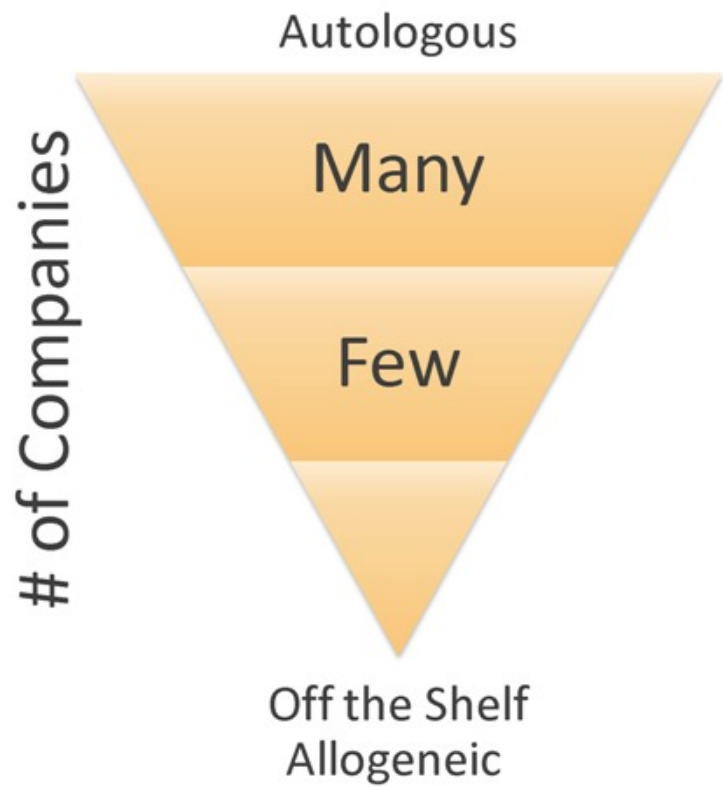 Autologous
# of Companies
Many
Few
Off the Shelf
Allogeneic